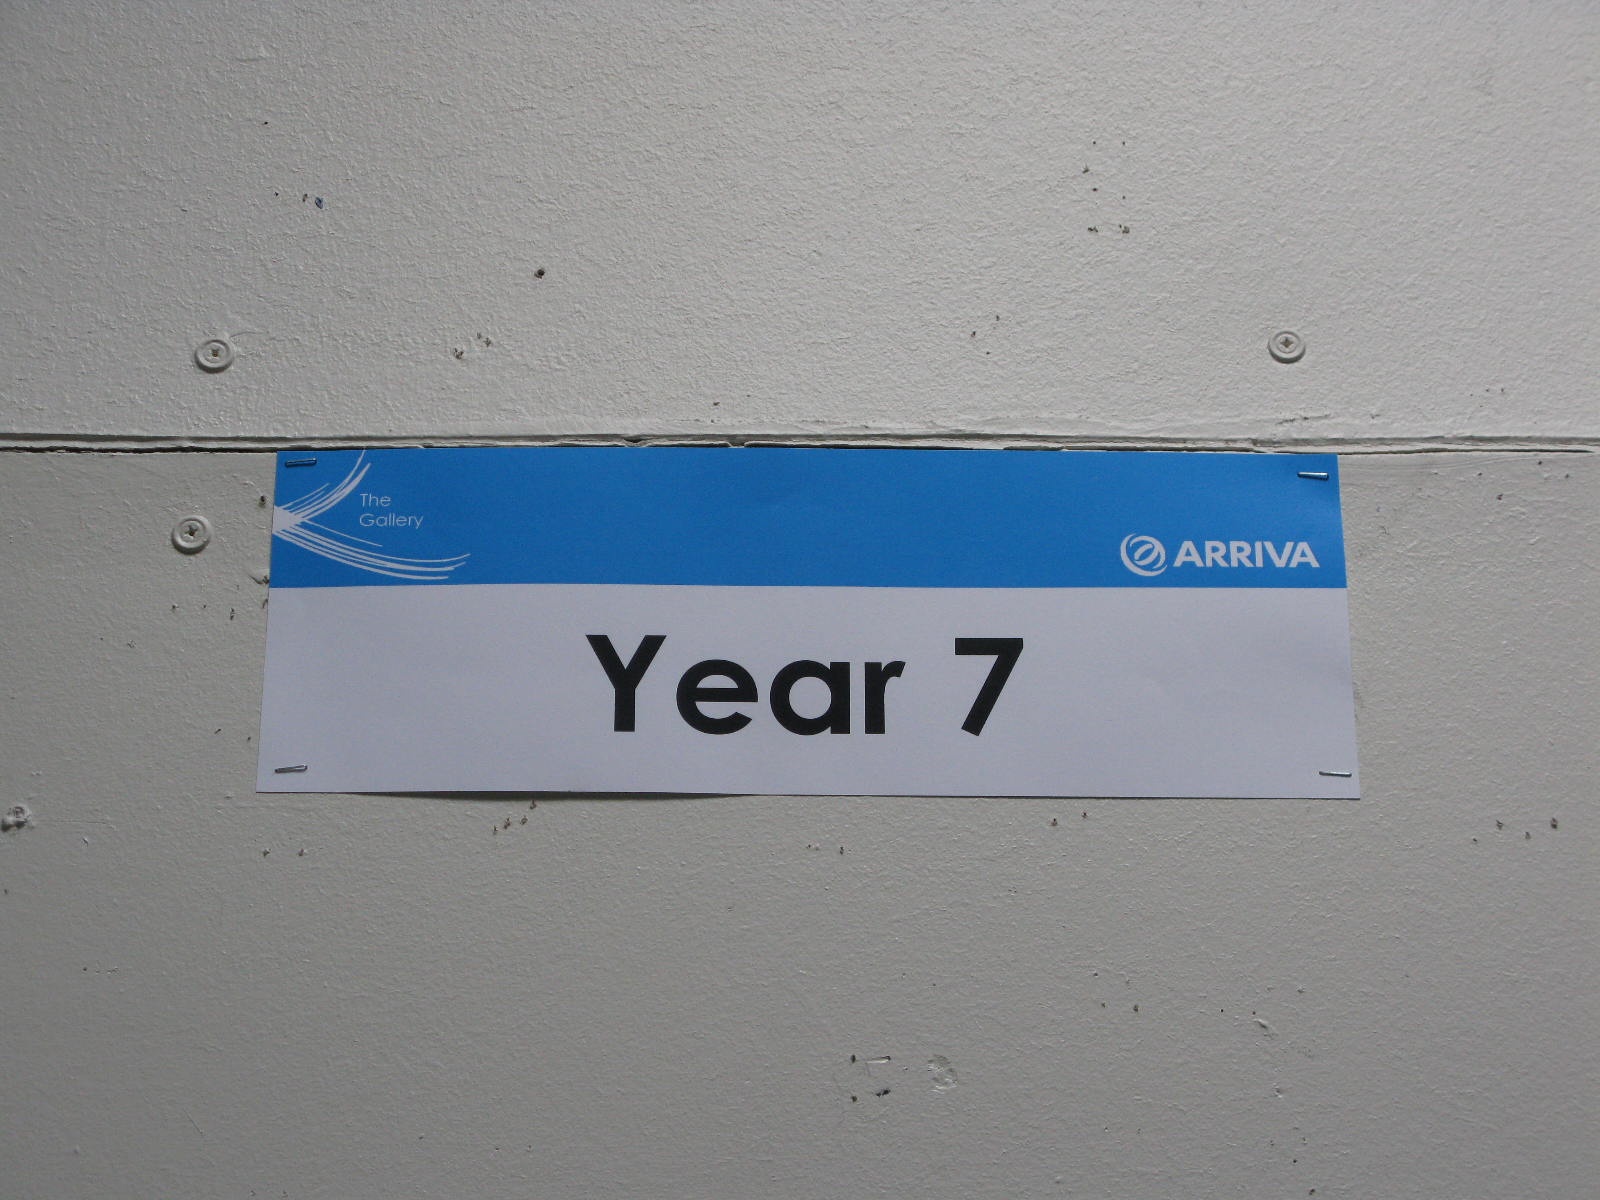 The
Gallery
ARRIVA
Year 7